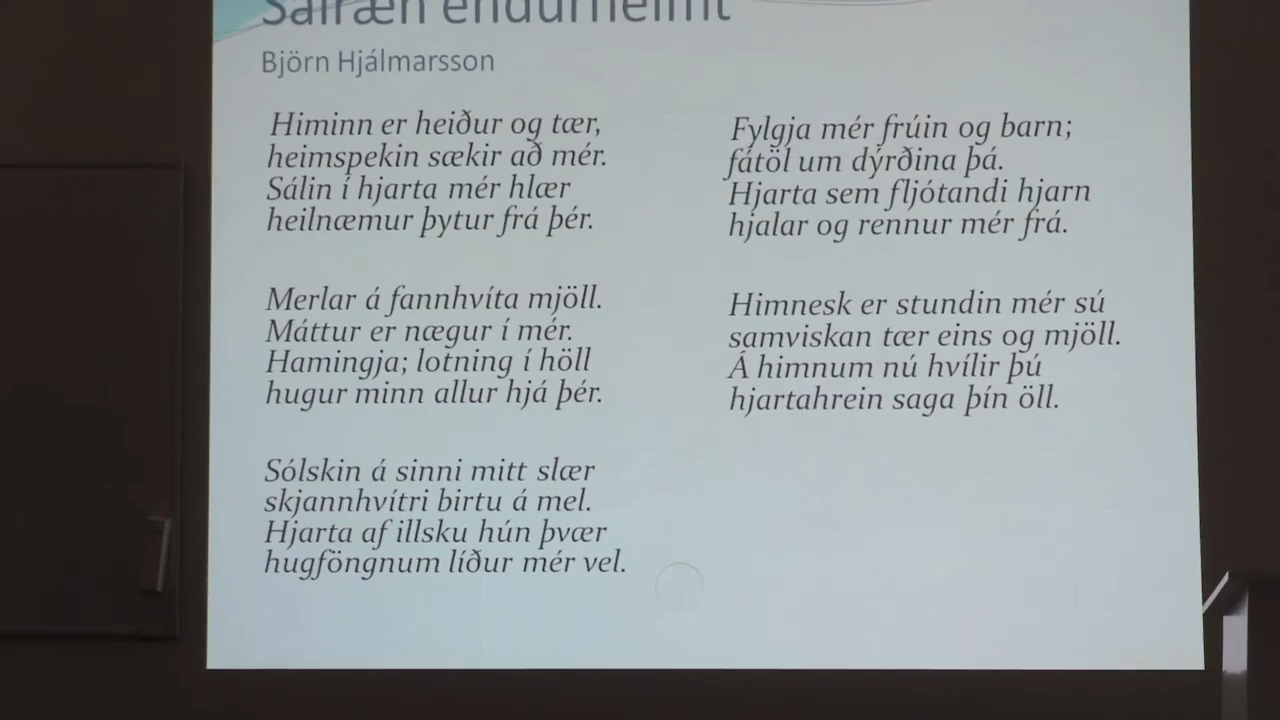 Sálræn endurheimt
Björn Hjálmarsson
Himinn er heiður og tær,
heimspekin sækir að mér.
Sálin í hjarta mér hlær
heilnæmur þytur frá þér.
Merlar á fannhvíta mjöll.
Máttur er nægur í mér.
Hamingja; lotning í höll
hugur minn allur hjá þér.
Sólskin á sinni mitt slær
skjannhvítri birtu á mel.
Hjarta af illsku hún þvær
hugföngnum líður mér vel.
Fylgja mér frúin og barn;
fátöl um dýrðina þá.
Hjarta sem fljótandi hjarn
hjalar og rennur mér frá.
Himnesk er stundin mér sú
samviskan tær eins og mjöll.
Á himnum nú hvílir þú
hjartahrein saga þín öll.